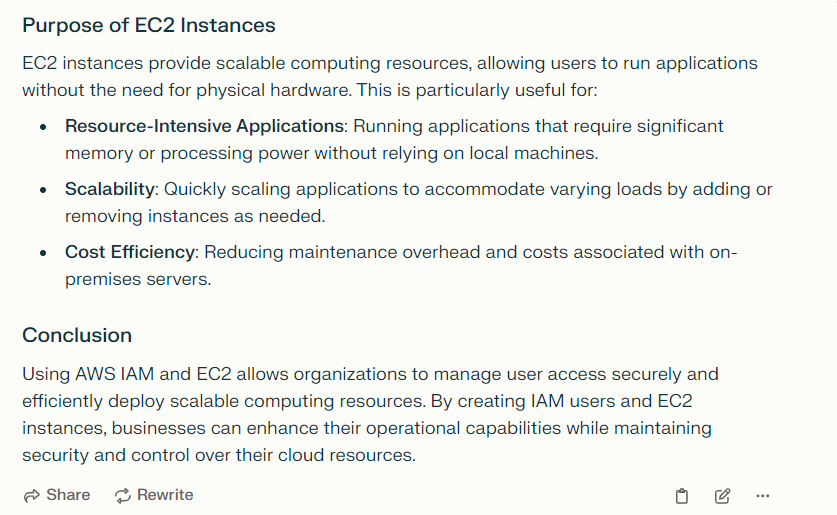 Purpose of EC2 Instances
EC2 instances provide scalable computing resources, allowing users to run applications
without the need for physical hardware. This is particularly useful for:
• Resource-Intensive Applications: Running applications that require significant
memory or processing power without relying on local machines.
• Scalability: Quickly scaling applications to accommodate varying loads by adding or
removing instances as needed.
• Cost Efficiency: Reducing maintenance overhead and costs associated with on-
premises servers.
Conclusion
Using AWS IAM and EC2 allows organizations to manage user access securely and
efficiently deploy scalable computing resources. By creating IAM users and EC2
instances, businesses can enhance their operational capabilities while maintaining
security and control over their cloud resources.
Share Rewrite